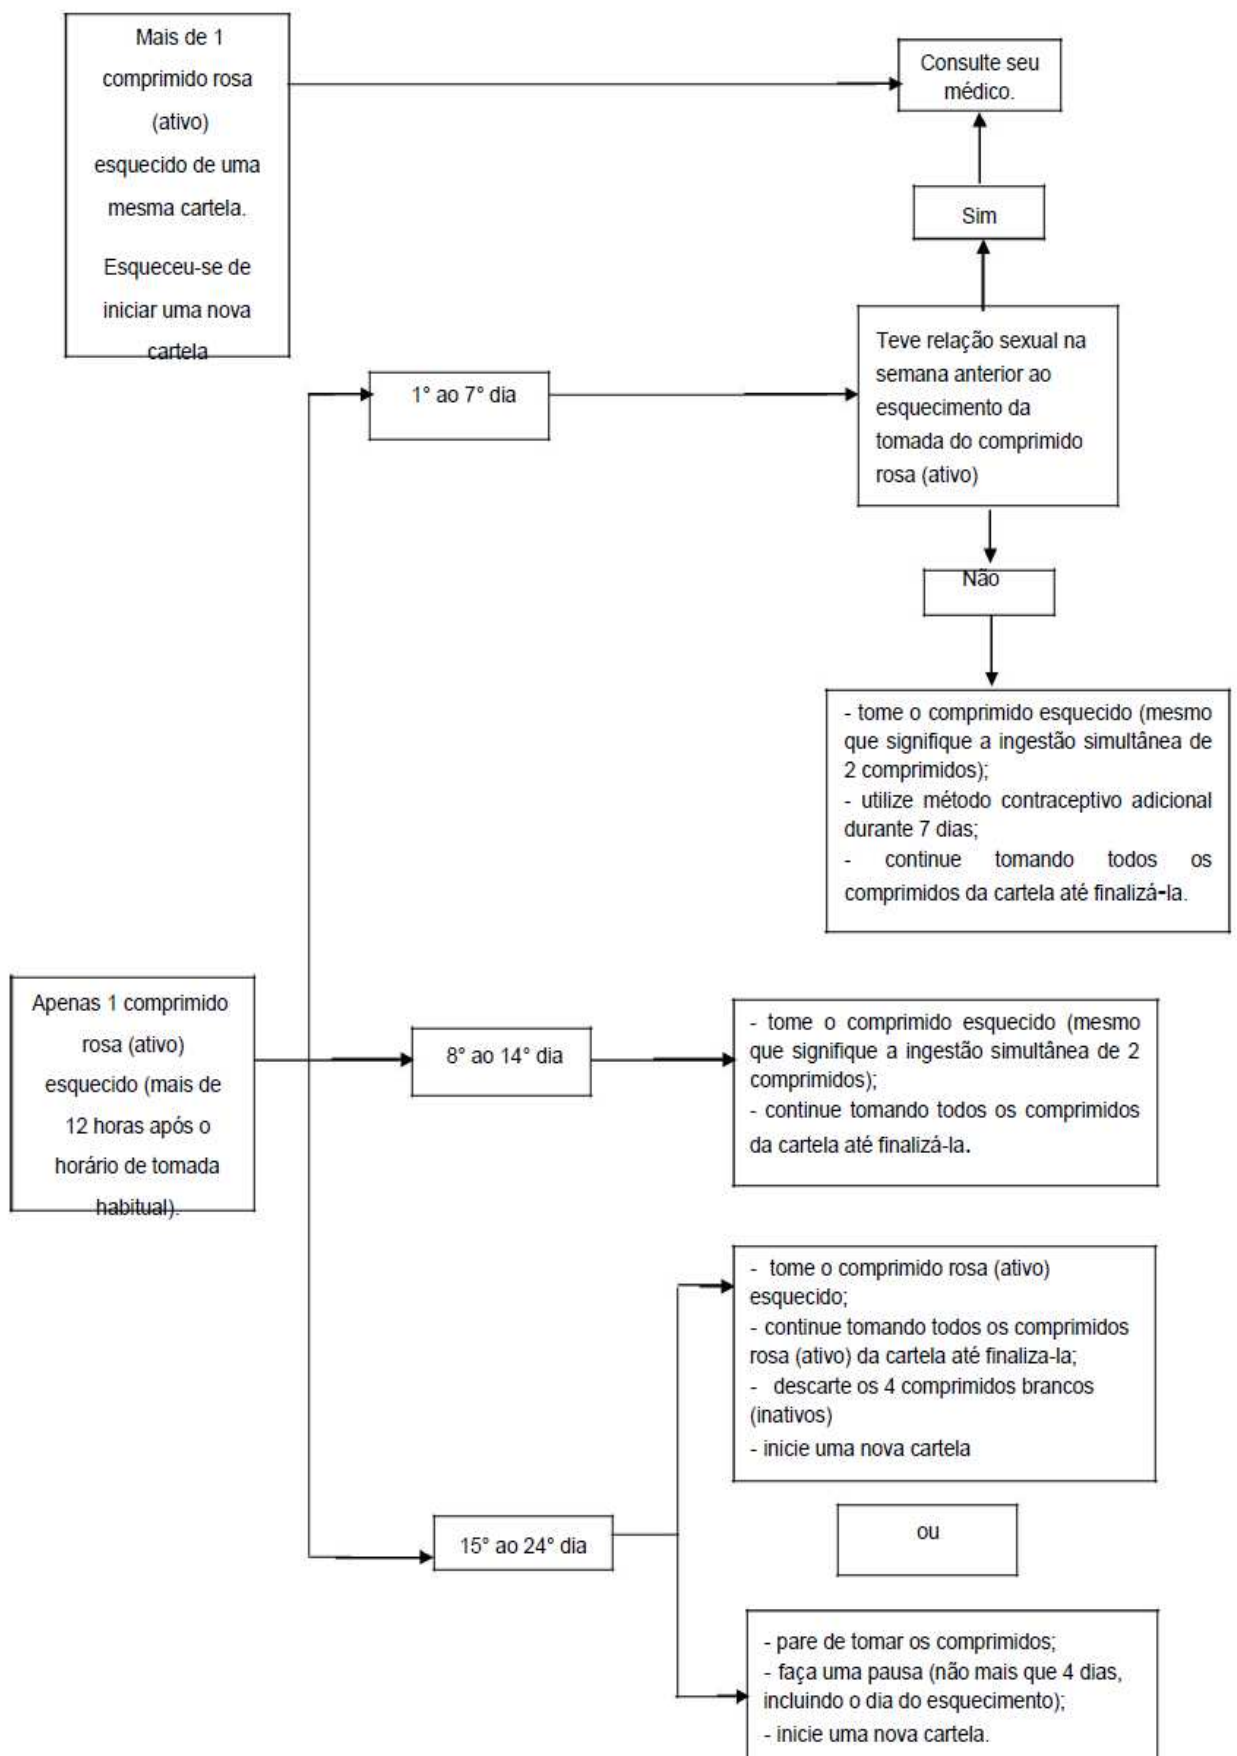 Mais de 1
comprimido rosa
(ativo)
esquecido de uma
mesma cartela.
Esqueceu-se de
iniciar uma nova
cartela
Consulte seu
médico.
Sim
Teve relação sexual na
semana anterior ao
esquecimento da
tomada do comprimido
rosa (ativo)
1° ao 7° dia
Não
- tome o comprimido esquecido (mesmo
que signifique a ingestão simultânea de
2 comprimidos);
- utilize método contraceptivo adicional
durante 7 dias;
- continue tomando todos os
comprimidos da cartela até finalizá-la.
Apenas 1 comprimido
rosa (ativo)
esquecido (mais de
12 horas após o
horário de tomada
habitual).
8° ao 14° dia
- tome o comprimido esquecido (mesmo
que signifique a ingestão simultânea de 2
comprimidos);
- continue tomando todos os comprimidos
da cartela até finalizá-la.
15° ao 24° dia
- tome o comprimido rosa (ativo)
esquecido;
- continue tomando todos os comprimidos
rosa (ativo) da cartela até finaliza-la;
- descarte os 4 comprimidos brancos
(inativos)
- inicie uma nova cartela
ou
- pare de tomar os comprimidos;
- faça uma pausa (não mais que 4 dias,
incluindo o dia do esquecimento);
- inicie uma nova cartela.